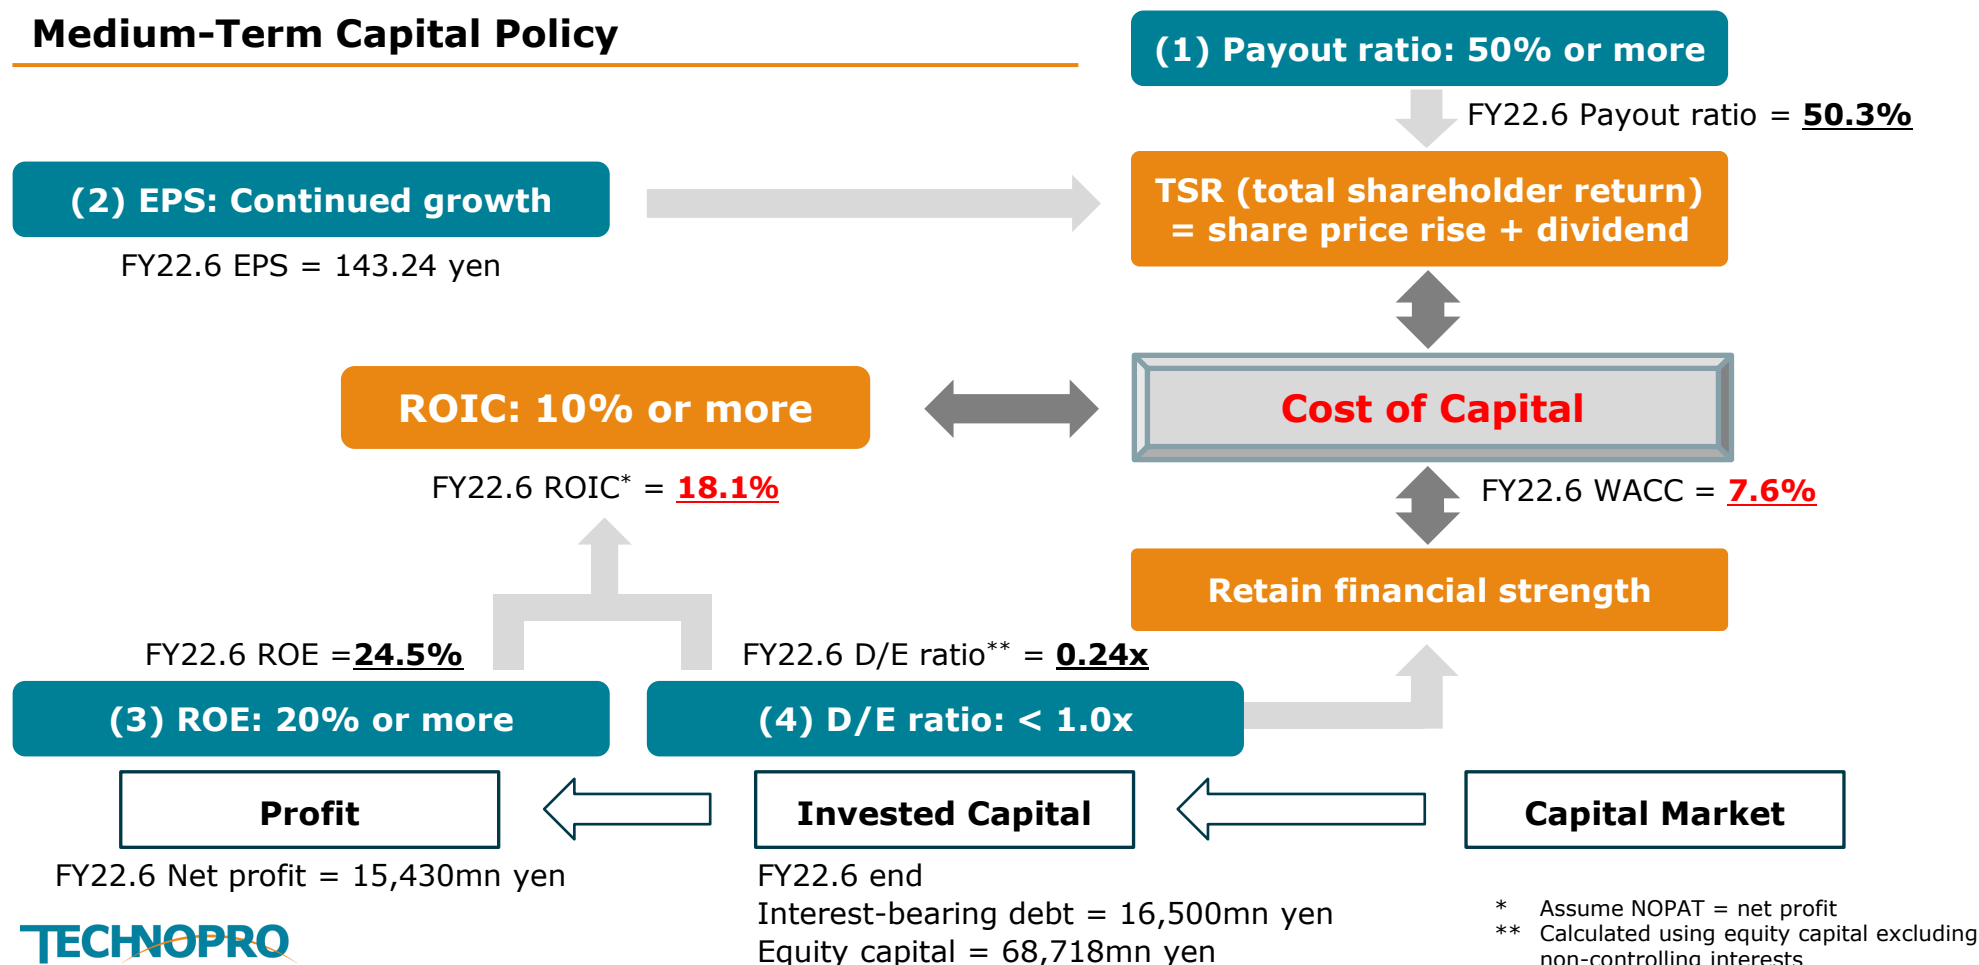 Medium-Term Capital Policy
(1) Payout ratio: 50% or more
FY22.6 Payout ratio = 50.3%
(2) EPS: Continued growth
FY22.6 EPS = 143.24 yen
TSR (total shareholder return)
= share price rise + dividend
ROIC: 10% or more
FY22.6 ROIC* = 18.1%
Cost of Capital
FY22.6 WACC = 7.6%
Retain financial strength
FY22.6 ROE =24.5%
FY22.6 D/E ratio** = 0.24x
(3) ROE: 20% or more
(4) D/E ratio: < 1.0x
Profit
Invested Capital
Capital Market
FY22.6 Net profit = 15,430mn yen
FY22.6 end
Interest-bearing debt = 16,500mn yen
Equity capital = 68,718mn yen
* Assume NOPAT = net profit
** Calculated using equity capital excluding
non-controlling interests
TECHNOPRO